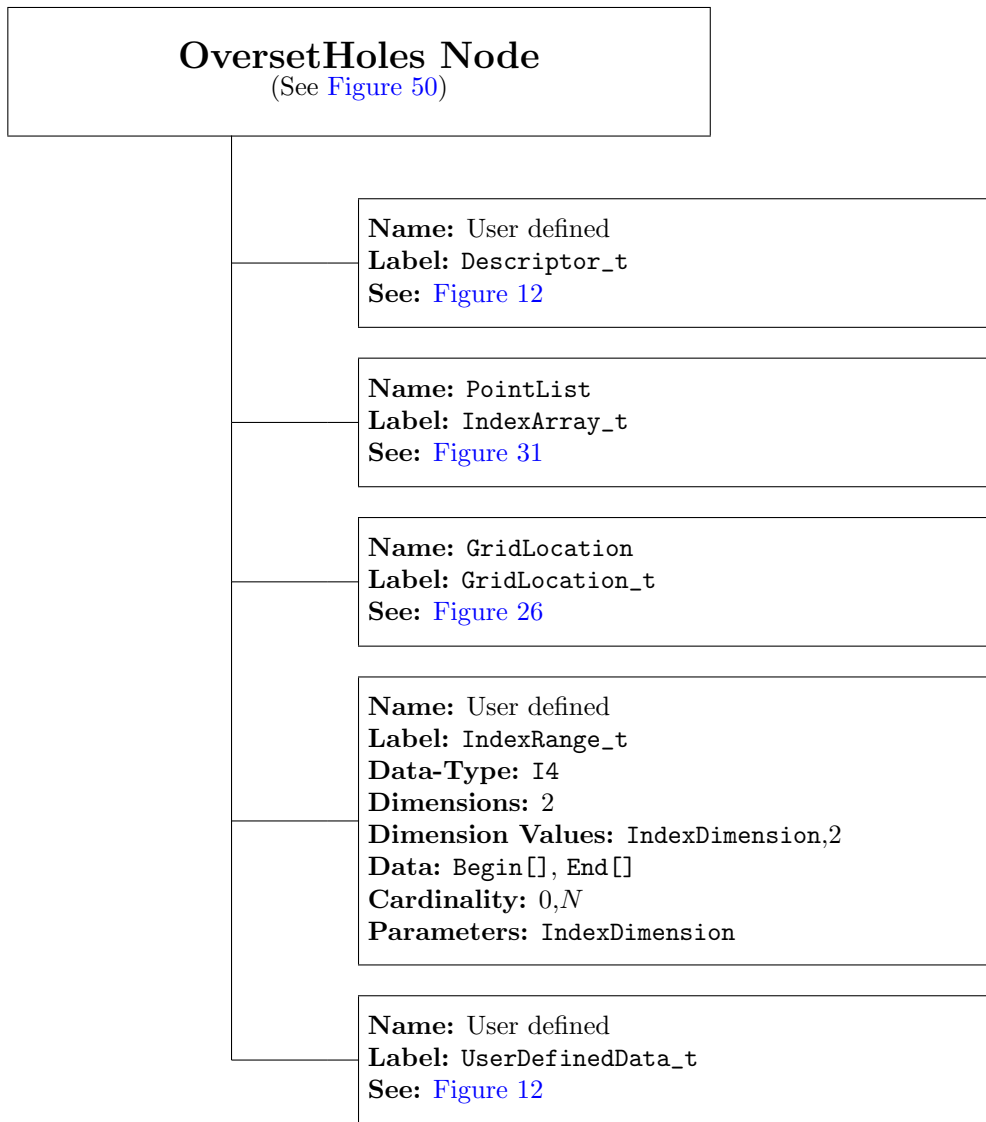 OversetHoles Node
(See Figure 50)
Name: User defined
Label: Descriptor_t
See: Figure 12
Name: PointList
Label: IndexArray_t
See: Figure 31
Name: GridLocation
Label: GridLocation_t
See: Figure 26
Name: User defined
Label: IndexRange_t
Data-Type: I4
Dimensions: 2
Dimension Values: IndexDimension,2
Data: Begin[], End[]
Cardinality: 0,N
Parameters: IndexDimension
Name: User defined
Label: UserDefinedData_t
See: Figure 12